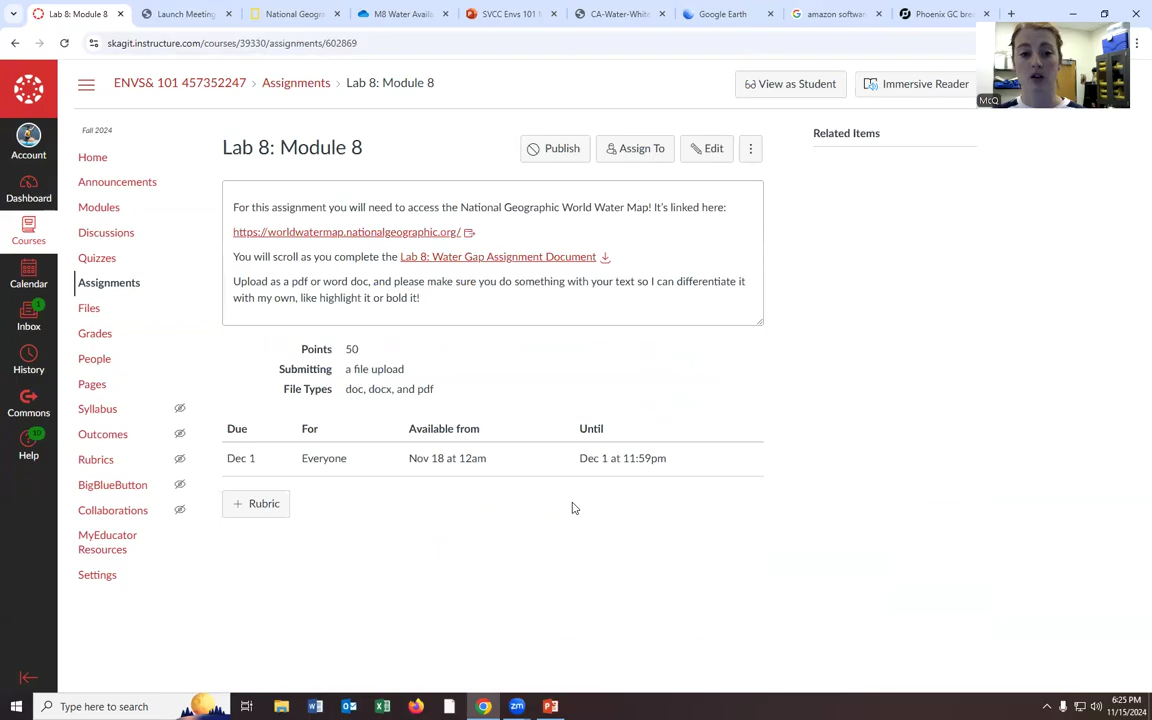 Lab 8: Module 8
Launch Meeting
National Geogra
M8 Water Availa
SVCC Envs 101 M
CA-Water-White
Google Earth
amazon software
Phoenix GC bree
skagit.instructure.com/courses/39330/assignments/602869
ENVS& 101 457352247 > Assignments > Lab 8: Module 8
View as Student
Immersive Reader
McQ
Account
Dashboard
Courses
Calendar
1
Inbox
History
Commons
10
Help
Fall 2024
Home
Announcements
Modules
Discussions
Quizzes
Assignments
Files
Grades
People
Pages
Syllabus
Outcomes
Rubrics
BigBlueButton
Collaborations
MyEducator
Resources
Settings
Lab 8: Module 8
Publish
Assign To
Edit
For this assignment you will need to access the National Geographic World Water Map! It's linked here:
https://worldwatermap.nationalgeographic.org/
You will scroll as you complete the Lab 8: Water Gap Assignment Document
Upload as a pdf or word doc, and please make sure you do something with your text so I can differentiate it
with my own, like highlight it or bold it!
Points 50
Submitting a file upload
File Types doc, docx, and pdf
Due For Available from Until
Dec 1 Everyone Nov 18 at 12am Dec 1 at 11:59pm
+ Rubric
Related Items
Type here to search
6:25 PM
11/15/2024